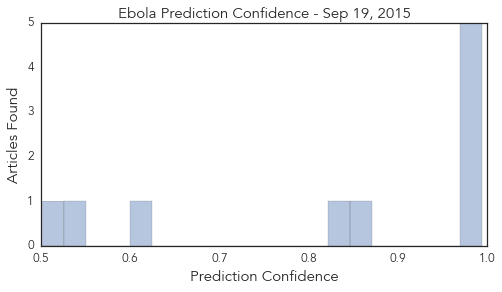 Ebola Prediction Confidence - Sep 19, 2015
Articles Found
5
4
3
2
1
0
0.5 0.6 0.7 0.8 0.9 1.0
Prediction Confidence